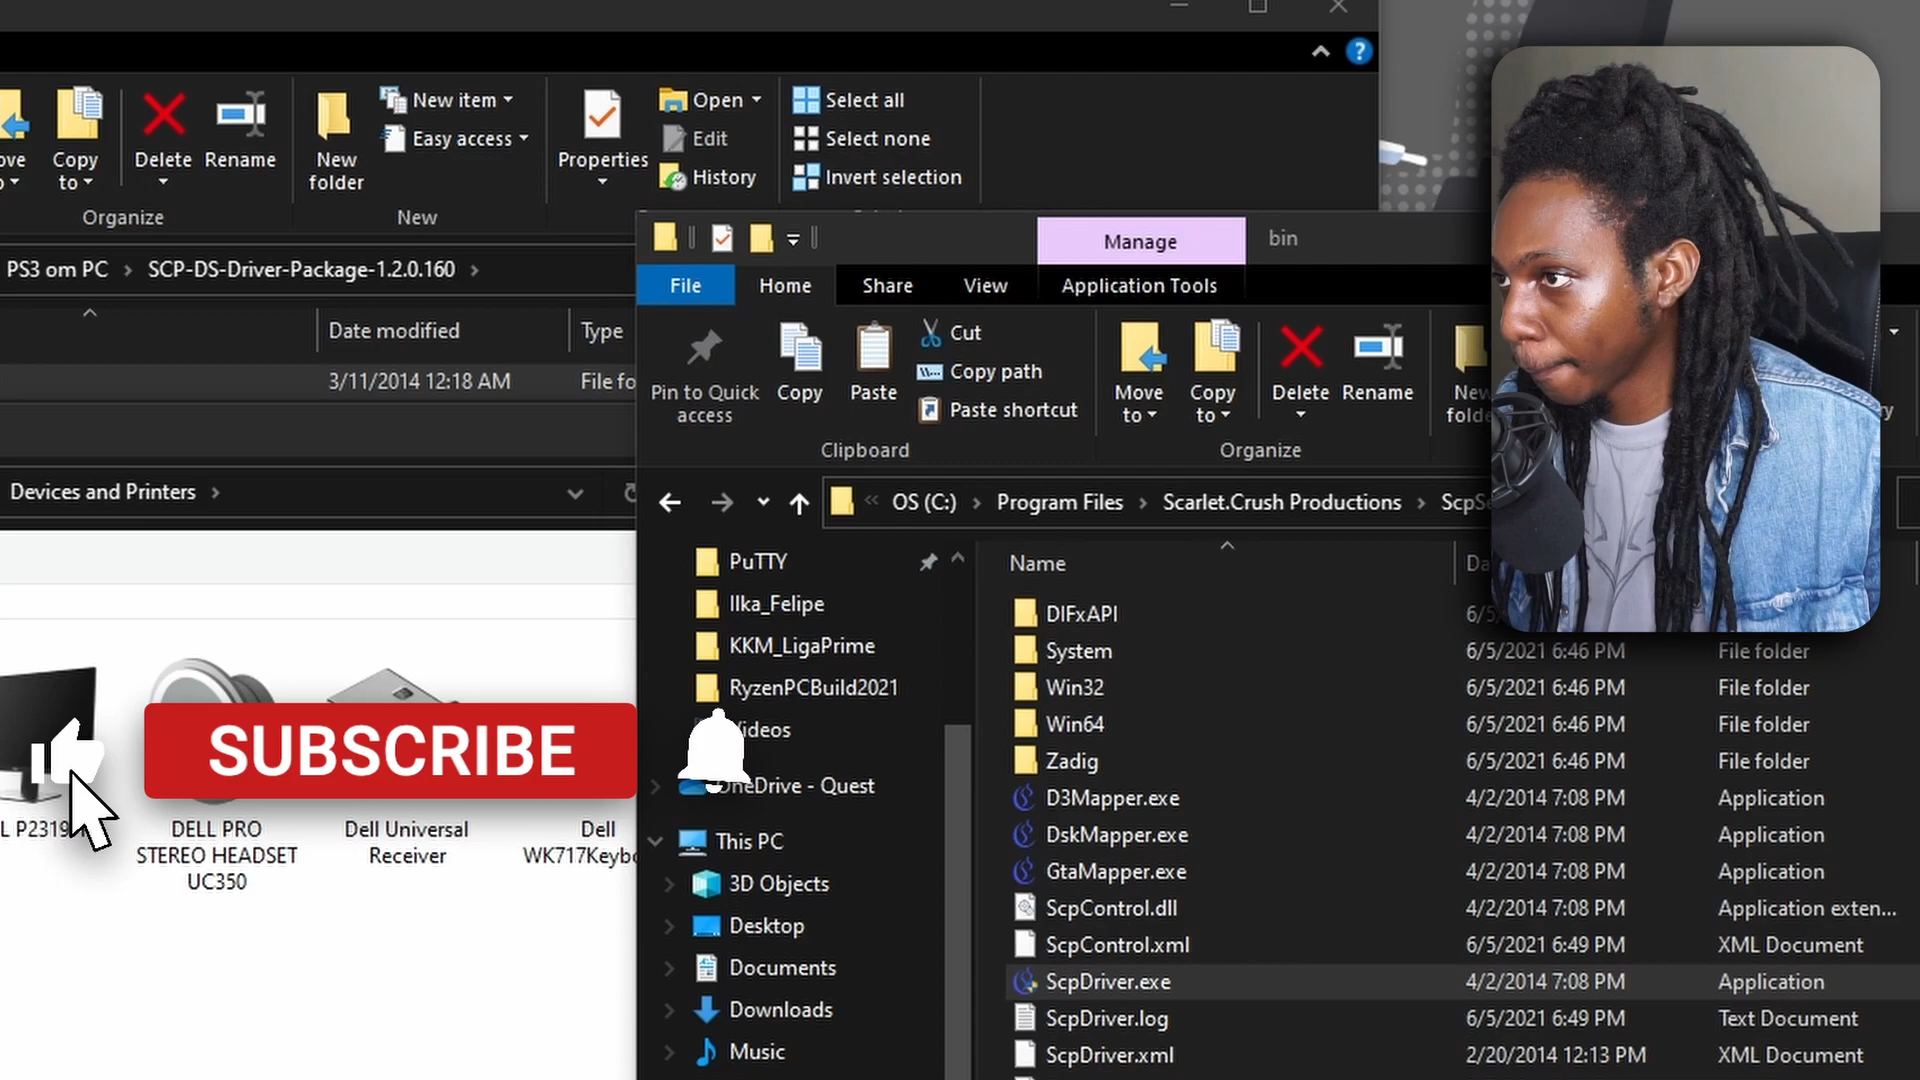 New item
Open
Select all
Easy access
Edit
Select none
Copy to
Delete
Rename
New folder
Properties
History
Invert selection
Organize
New
PS3 om PC
SCP-DS-Driver-Package-1.2.0.160
Date modified
Type
3/11/2014 12:18 AM
File fo
Devices and Printers
DELL PRO
STEREO HEADSET
UC350
Dell Universal
Receiver
Dell
WK717Keybo
SUBSCRIBE
Manage
bin
File
Home
Share
View
Application Tools
Pin to Quick
access
Copy
Paste
Cut
Copy path
Paste shortcut
Move
to
Copy
to
Delete
Rename
Clipboard
Organize
OS (C:)
Program Files
Scarlet.Crush Productions
PuTTY
KKM_LigaPrime
RyzenPCBuild2021
OneDrive - Quest
This PC
3D Objects
Desktop
Documents
Downloads
Music
Name
DIFxAPI
System 6/5/2021 6:46 PM File folder
Win32 6/5/2021 6:46 PM File folder
Win64 6/5/2021 6:46 PM File folder
Zadig 6/5/2021 6:46 PM File folder
D3Mapper.exe 4/2/2014 7:08 PM Application
DskMapper.exe 4/2/2014 7:08 PM Application
GtaMapper.exe 4/2/2014 7:08 PM Application
ScpControl.dll 4/2/2014 7:08 PM Application exten...
ScpControl.xml 6/5/2021 6:49 PM XML Document
ScpDriver.exe 4/2/2014 7:08 PM Application
ScpDriver.log 6/5/2021 6:49 PM Text Document
ScpDriver.xml 2/20/2014 12:13 PM XML Document